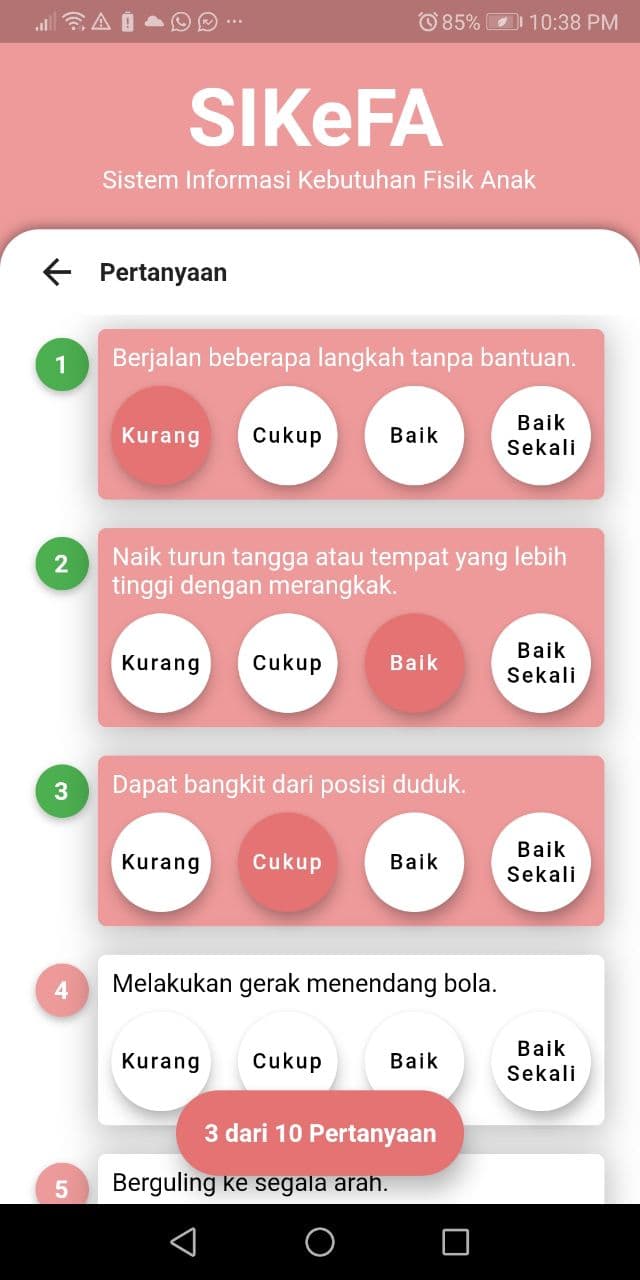 85% 10:38 PM
SIKeFA
Sistem Informasi Kebutuhan Fisik Anak
Pertanyaan
1
Berjalan beberapa langkah tanpa bantuan.
Kurang Cukup Baik Baik Sekali
2
Naik turun tangga atau tempat yang lebih
tinggi dengan merangkak.
Kurang Cukup Baik Baik Sekali
3
Dapat bangkit dari posisi duduk.
Kurang Cukup Baik Baik Sekali
4
Melakukan gerak menendang bola.
Kurang Cukup Baik Baik Sekali
3 dari 10 Pertanyaan
5
Berguling ke segala arah.